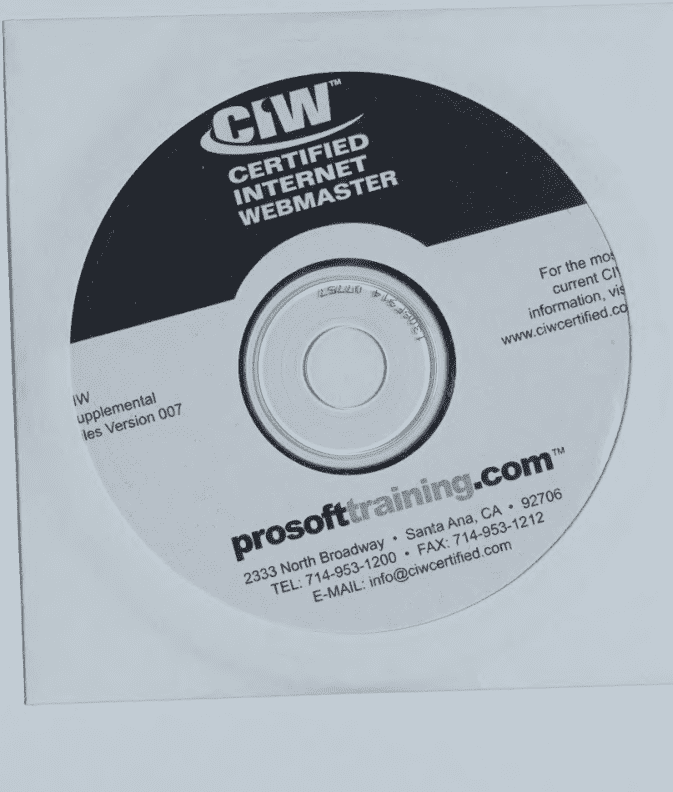 CIW™
CERTIFIED
INTERNET
WEBMASTER
For the mos
current CI
information, vis
www.ciwcertified.co
IW
upplemental
iles Version 007
prosofttraining.com™
2333 North Broadway • Santa Ana, CA • 92706
TEL: 714-953-1200 • FAX: 714-953-1212
E-MAIL: info@ciwcertified.com